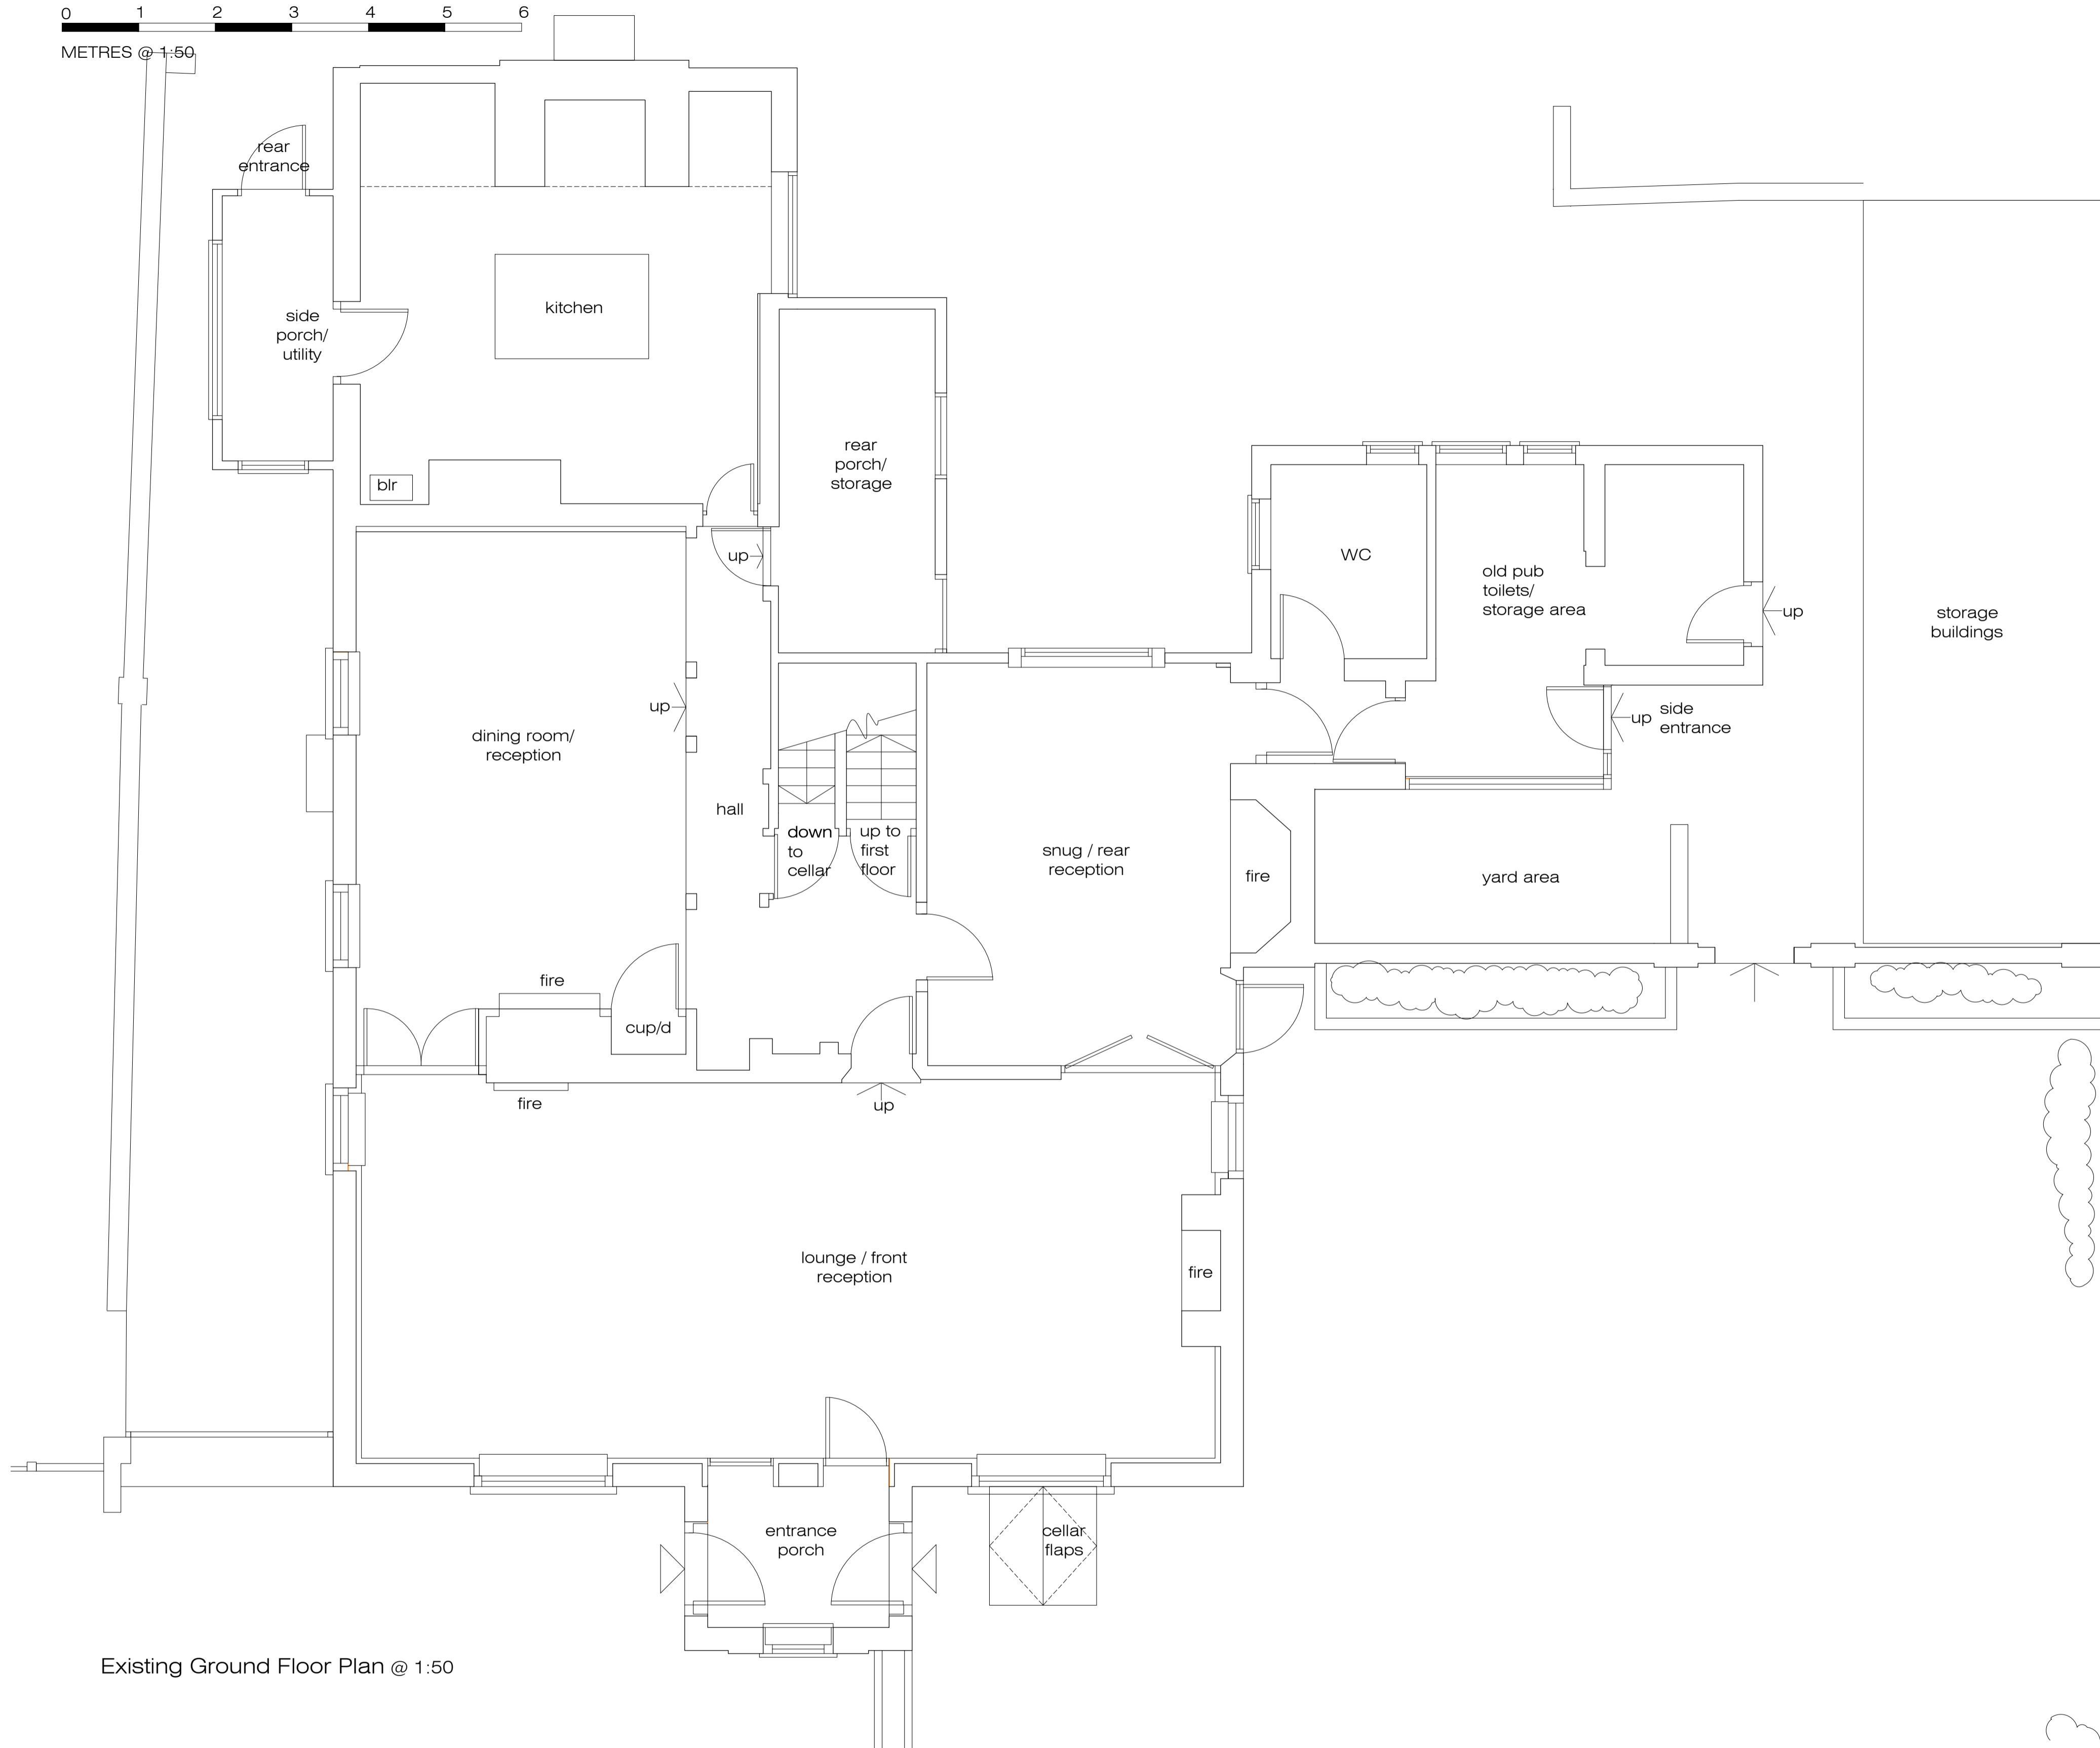 0 1 2 3 4 5 6
METRES @ 1:50
rear
entrance
side
porch/
utility
kitchen
blr
rear
porch/
storage
up
WC
old pub
toilets/
storage area
up
storage
buildings
up
side
entrance
up
dining room/
reception
hall
down
to
cellar
up to
first
floor
snug / rear
reception
fire
yard area
fire
cup/d
fire
up
lounge / front
reception
fire
entrance
porch
cellar
flaps
Existing Ground Floor Plan @ 1:50